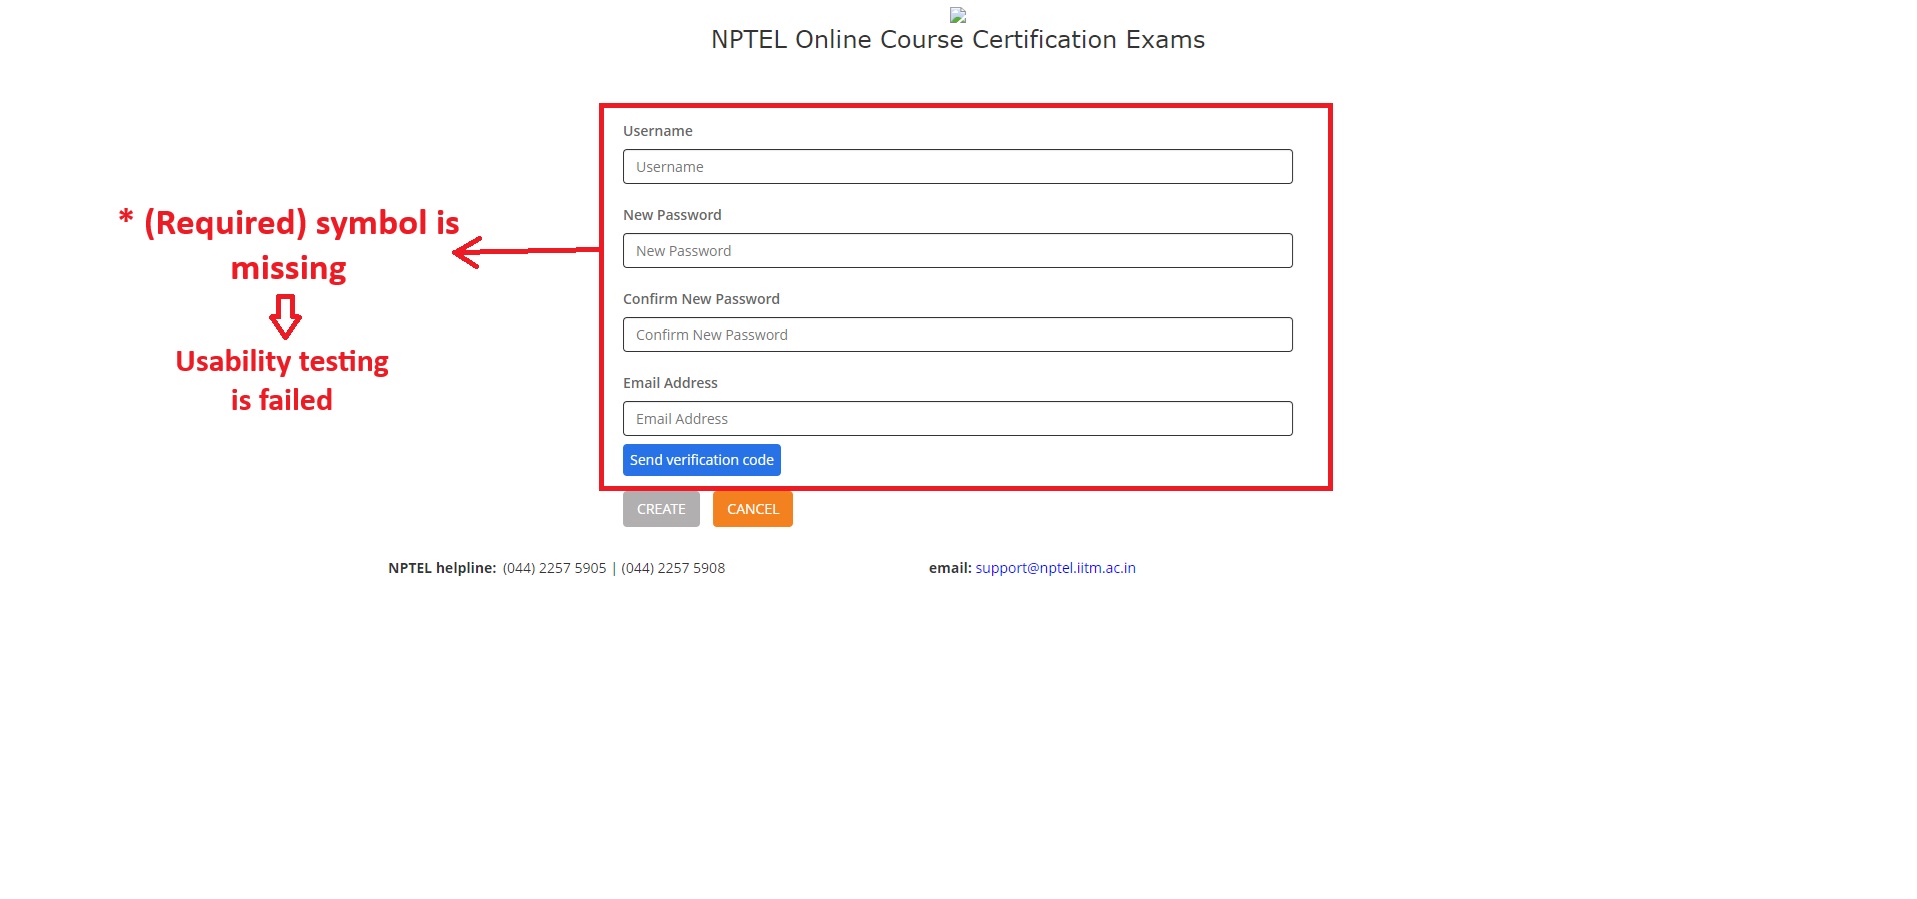 NPTEL Online Course Certification Exams
Username
Username
New Password
New Password
Confirm New Password
Confirm New Password
Email Address
Email Address
Send verification code
CREATE CANCEL
* (Required) symbol is
missing
Usability testing
is failed
NPTEL helpline: (044) 2257 5905 | (044) 2257 5908 email: support@nptel.iitm.ac.in